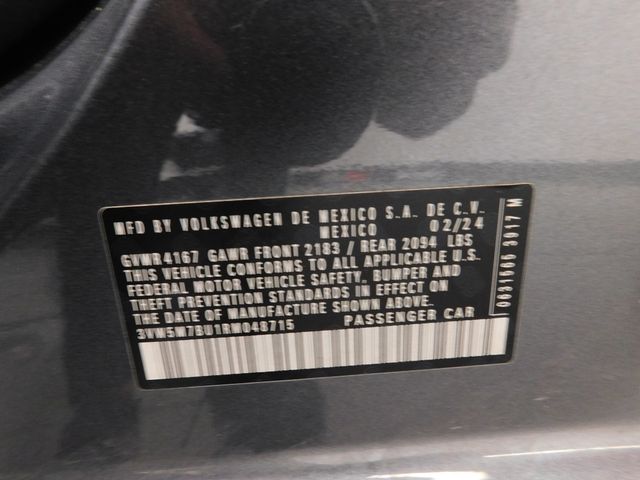 MFD BY VOLKSWAGEN DE MEXICO S.A. DE C.V.
MEXICO 02/24
GVWR4167 GAWR FRONT 2183 / REAR 2094 LBS
THIS VEHICLE CONFORMS TO ALL APPLICABLE U.S.
FEDERAL MOTOR VEHICLE SAFETY, BUMPER AND
THEFT PREVENTION STANDARDS IN EFFECT ON
THE DATE OF MANUFACTURE SHOWN ABOVE.
3VW5M7BU1RM048715 PASSENGER CAR
3017 M